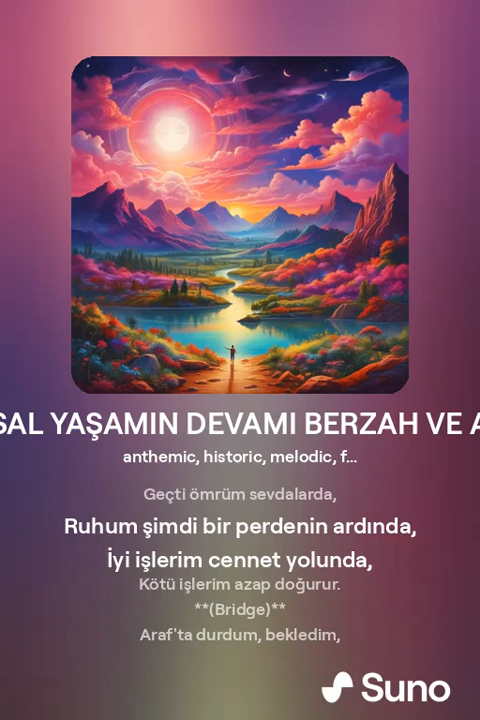 SAL YAŞAMIN DEVAMI BERZAH VE A
anthemic, historic, melodic, f...
Geçti ömrüm sevdalarda,
Ruhum şimdi bir perdenin ardında,
İyi işlerim cennet yolunda,
Kötü işlerim azap doğurur.
**(Bridge)**
Araf'ta durdum, bekledim,
Suno